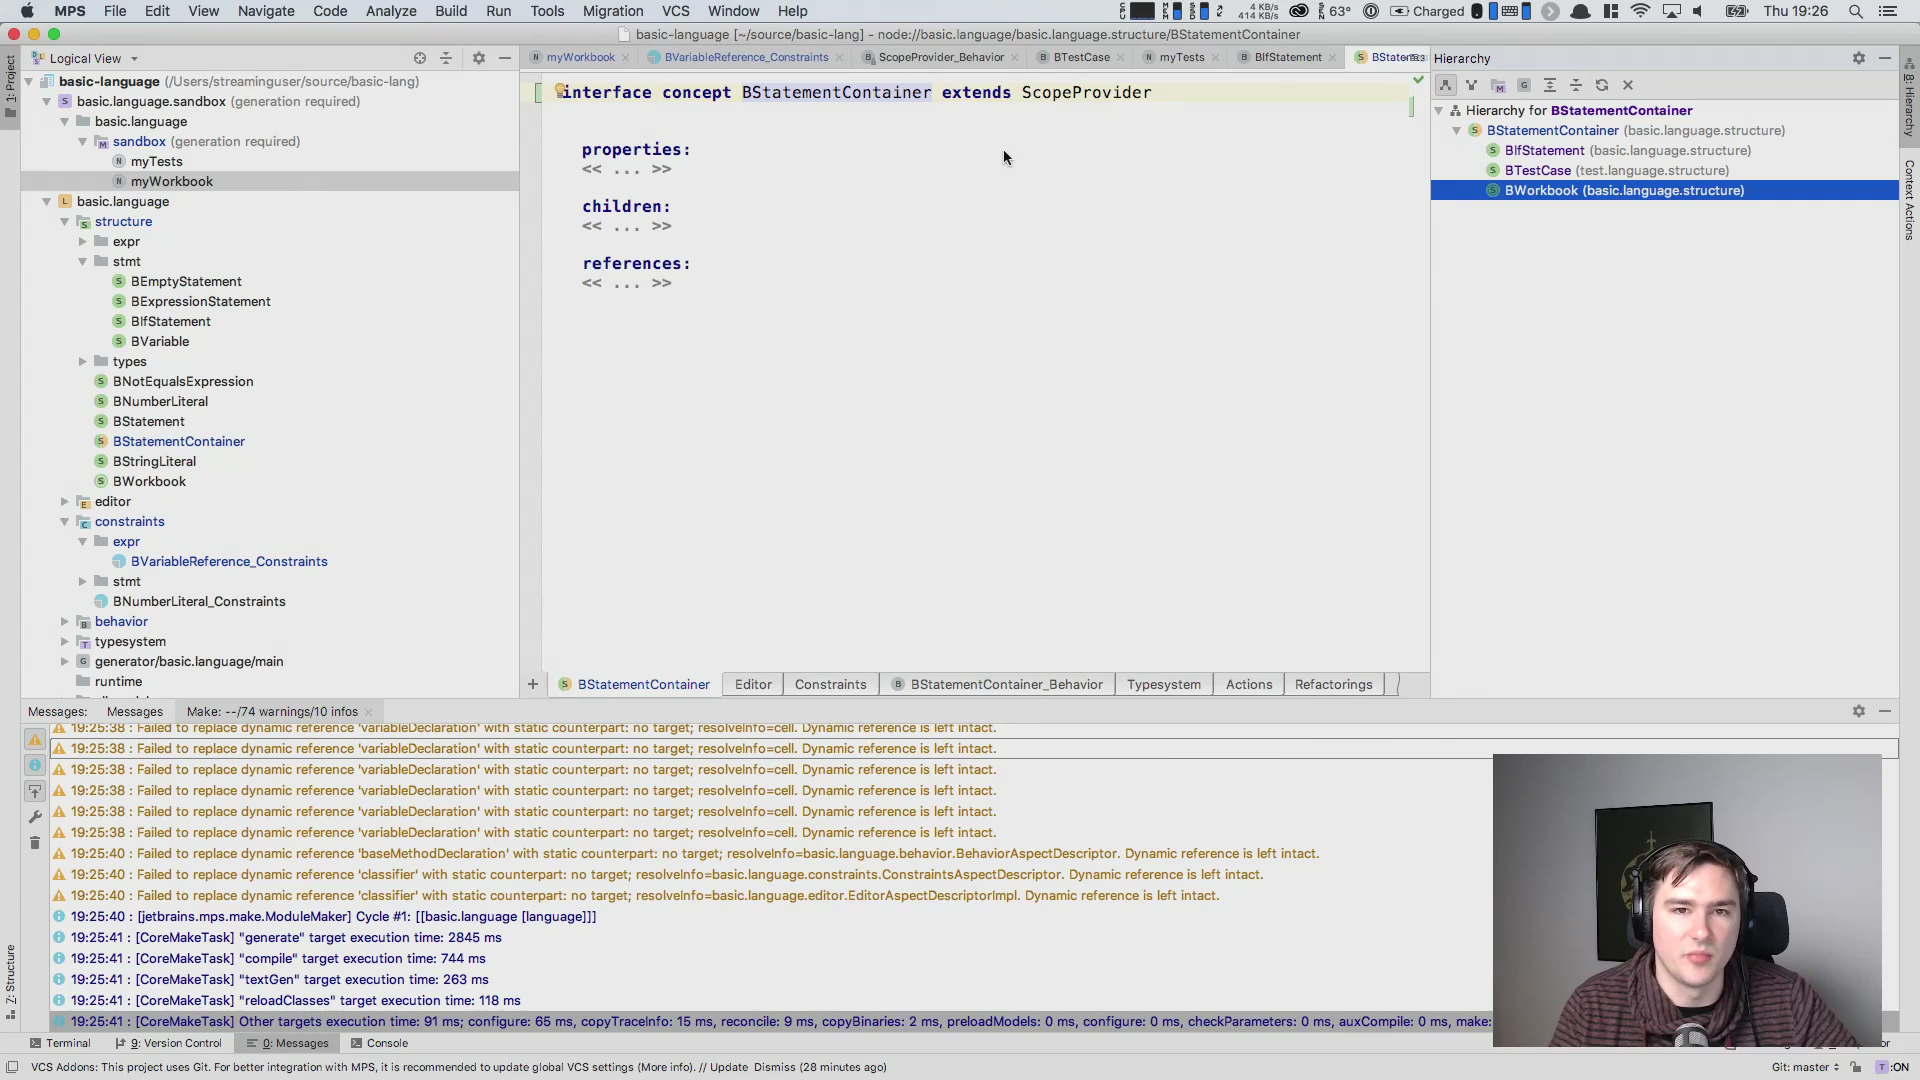 MPS File Edit View Navigate Code Analyze Build Run Tools Migration VCS Window Help
4 KB/s
414 KB/s
63° Charged Thu 19:26
basic-language [~/source/basic-lang] - node://basic.language/basic.language.structure/BStatementContainer
Logical View
myWorkbook BVariableReference_Constraints ScopeProvider_Behavior BTestCase myTests BIfStatement
Hierarchy
1: Project
basic-language (/Users/streaminguser/source/basic-lang)
basic.language.sandbox (generation required)
basic.language
sandbox (generation required)
myTests
myWorkbook
basic.language
structure
expr
stmt
BEmptyStatement
BExpressionStatement
BIfStatement
BVariable
types
BNotEqualsExpression
BNumberLiteral
BStatement
BStatementContainer
BStringLiteral
BWorkbook
editor
constraints
expr
BVariableReference_Constraints
stmt
BNumberLiteral_Constraints
behavior
typesystem
generator/basic.language/main
runtime
interface concept BStatementContainer extends ScopeProvider
properties:
<< ... >>
children:
<< ... >>
references:
<< ... >>
Hierarchy for BStatementContainer
BStatementContainer (basic.language.structure)
BIfStatement (basic.language.structure)
BTestCase (test.language.structure)
BWorkbook (basic.language.structure)
8: Hierarchy
Context Actions
BStatementContainer Editor Constraints BStatementContainer_Behavior Typesystem Actions Refactorings
Messages: Messages Make: --/74 warnings/10 infos
19:25:38 : Failed to replace dynamic reference 'variableDeclaration' with static counterpart: no target; resolveInfo=cell. Dynamic reference is left intact.
19:25:38 : Failed to replace dynamic reference 'variableDeclaration' with static counterpart: no target; resolveInfo=cell. Dynamic reference is left intact.
19:25:38 : Failed to replace dynamic reference 'variableDeclaration' with static counterpart: no target; resolveInfo=cell. Dynamic reference is left intact.
19:25:38 : Failed to replace dynamic reference 'variableDeclaration' with static counterpart: no target; resolveInfo=cell. Dynamic reference is left intact.
19:25:38 : Failed to replace dynamic reference 'variableDeclaration' with static counterpart: no target; resolveInfo=cell. Dynamic reference is left intact.
19:25:38 : Failed to replace dynamic reference 'variableDeclaration' with static counterpart: no target; resolveInfo=cell. Dynamic reference is left intact.
19:25:40 : Failed to replace dynamic reference 'baseMethodDeclaration' with static counterpart: no target; resolveInfo=basic.language.behavior.BehaviorAspectDescriptor. Dynamic reference is left intact.
19:25:40 : Failed to replace dynamic reference 'classifier' with static counterpart: no target; resolveInfo=basic.language.constraints.ConstraintsAspectDescriptor. Dynamic reference is left intact.
19:25:40 : Failed to replace dynamic reference 'classifier' with static counterpart: no target; resolveInfo=basic.language.editor.EditorAspectDescriptorImpl. Dynamic reference is left intact.
19:25:40 : [jetbrains.mps.make.ModuleMaker] Cycle #1: [[basic.language [language]]]
19:25:41 : [CoreMakeTask] "generate" target execution time: 2845 ms
19:25:41 : [CoreMakeTask] "compile" target execution time: 744 ms
19:25:41 : [CoreMakeTask] "textGen" target execution time: 263 ms
19:25:41 : [CoreMakeTask] "reloadClasses" target execution time: 118 ms
19:25:41 : [CoreMakeTask] Other targets execution time: 91 ms; configure: 65 ms, copyTraceInfo: 15 ms, reconcile: 9 ms, copyBinaries: 2 ms, preloadModels: 0 ms, configure: 0 ms, checkParameters: 0 ms, auxCompile: 0 ms, make:
Z: Structure
Terminal 9: Version Control 0: Messages Console
VCS Addons: This project uses Git. For better integration with MPS, it is recommended to update global VCS settings (More info). // Update Dismiss (28 minutes ago)
Git: master T :ON